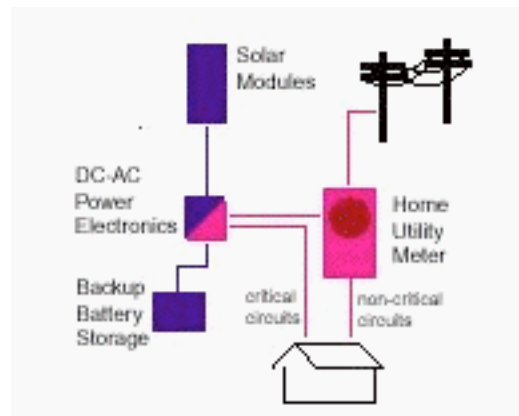 Solar
Modules
DC-AC
Power
Electronics
Home
Utility
Meter
Backup
Battery
Storage
critical
circuits
non-critical
circuits